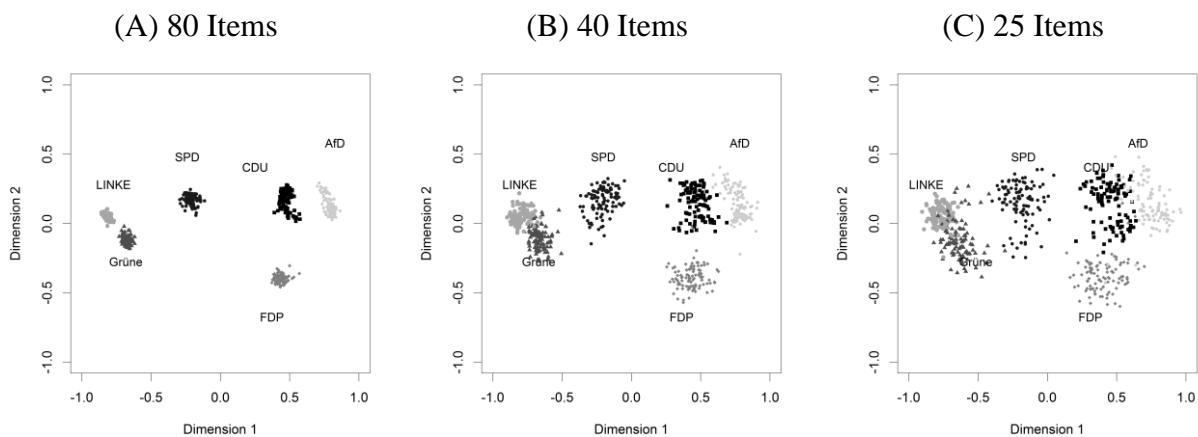 (A) 80 Items
(B) 40 Items
(C) 25 Items
Dimension 2
1.0
0.5
0.0
-0.5
-1.0
AfD
SPD
CDU
LINKE
Grüne
FDP
-1.0 -0.5 0.0 0.5 1.0
Dimension 1
Dimension 2
1.0
0.5
0.0
-0.5
-1.0
AfD
SPD
CDU
LINKE
Grüne
FDP
-1.0 -0.5 0.0 0.5 1.0
Dimension 1
Dimension 2
1.0
0.5
0.0
-0.5
-1.0
AfD
SPD
CDU
LINKE
Grüne
FDP
-1.0 -0.5 0.0 0.5 1.0
Dimension 1